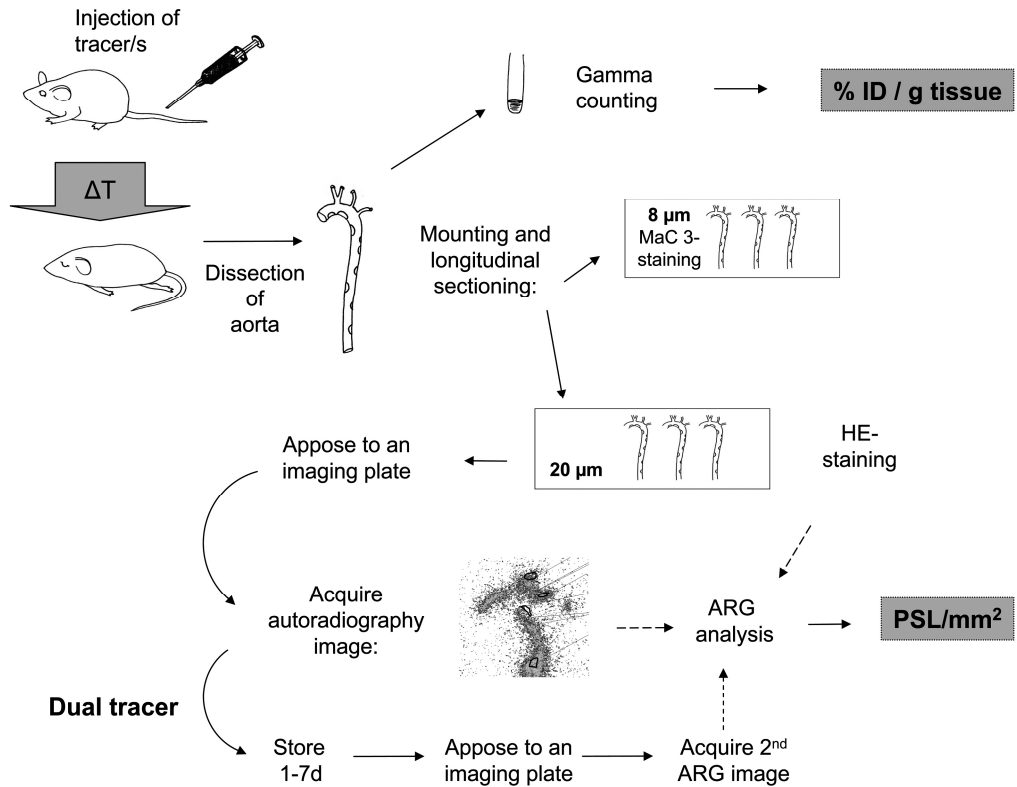 Injection of
tracer/s
Gamma
counting
% ID / g tissue
ΔT
Dissection
of
aorta
Mounting and
longitudinal
sectioning:
8 µm
MaC 3-
staining
20 µm
HE-
staining
Appose to an
imaging plate
Acquire
autoradiography
image:
ARG
analysis
PSL/mm²
Dual tracer
Store
1-7d
Appose to an
imaging plate
Acquire 2ⁿᵈ
ARG image